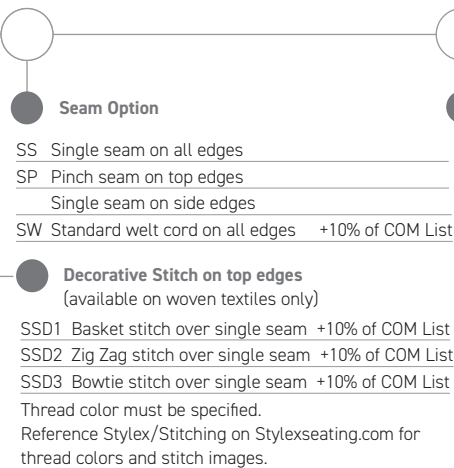 Seam Option
SS Single seam on all edges
SP Pinch seam on top edges
Single seam on side edges
SW Standard welt cord on all edges +10% of COM List
Decorative Stitch on top edges
(available on woven textiles only)
SSD1 Basket stitch over single seam +10% of COM List
SSD2 Zig Zag stitch over single seam +10% of COM List
SSD3 Bowtie stitch over single seam +10% of COM List
Thread color must be specified.
Reference Stylex/Stitching on Stylexseating.com for
thread colors and stitch images.